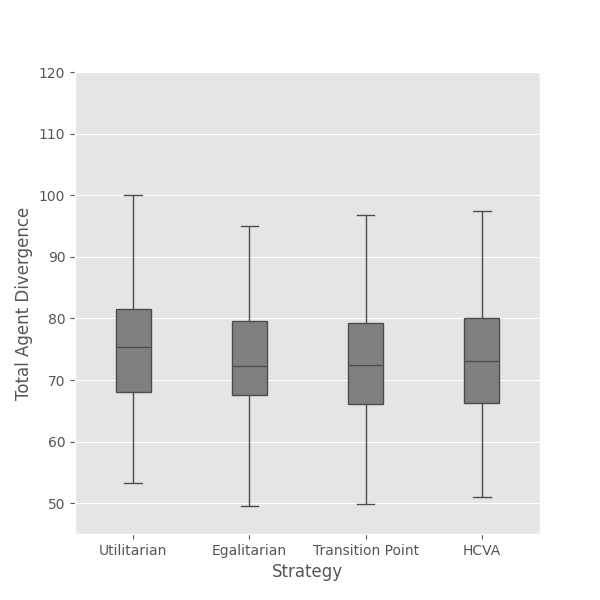 120
110
100
90
80
70
60
50
Total Agent Divergence
Utilitarian
Egalitarian
Transition Point
HCVA
Strategy